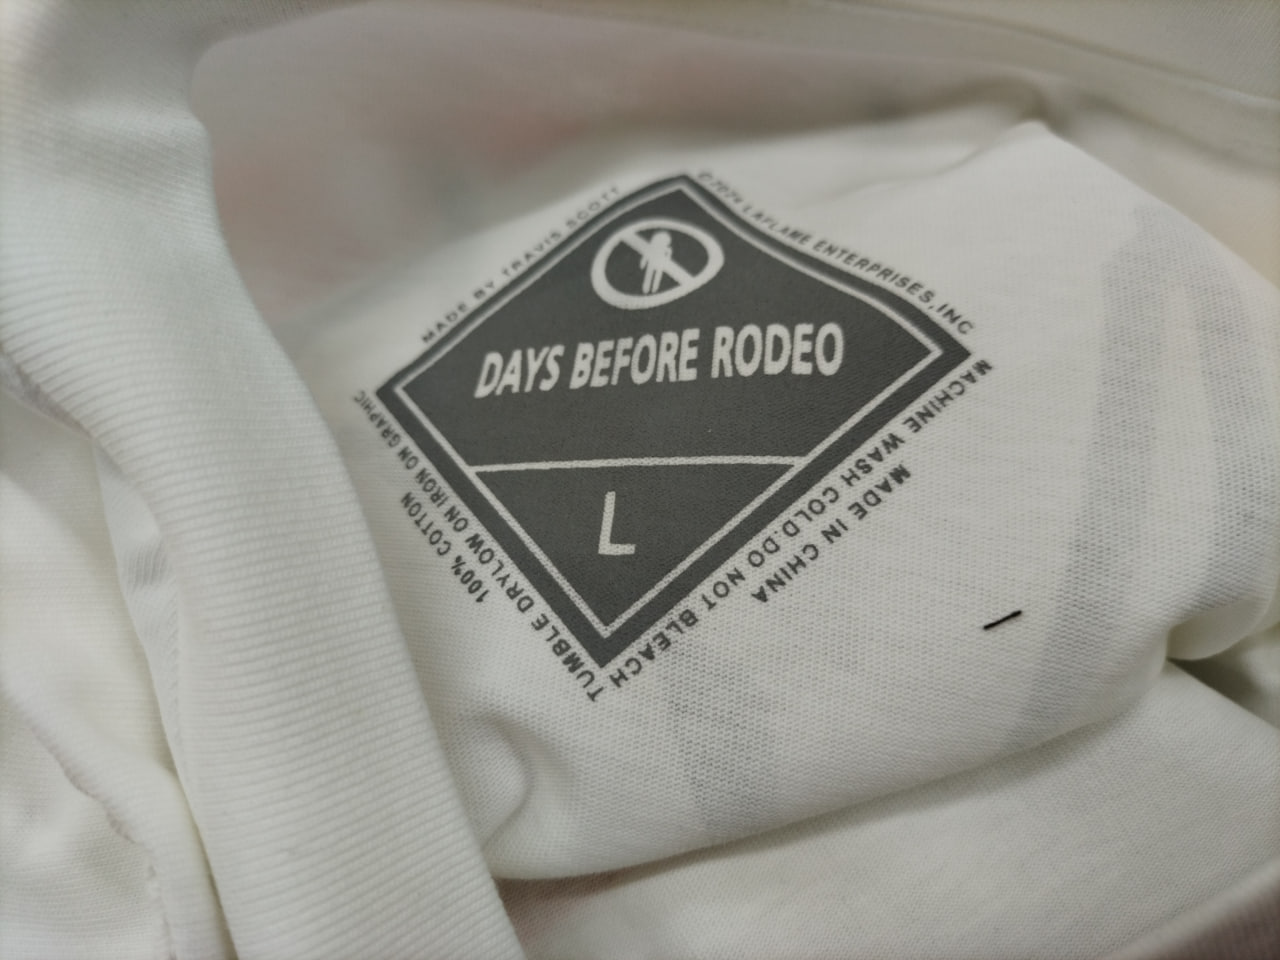 MADE BY TRAVIS SCOTT
©2024 LAFLAME ENTERPRISES,INC
DAYS BEFORE RODEO
L
MACHINE WASH COLD.DO NOT BLEACH
MADE IN CHINA
TUMBLE DRYLOW ON IRON ON GRAPHIC
100% COTTON